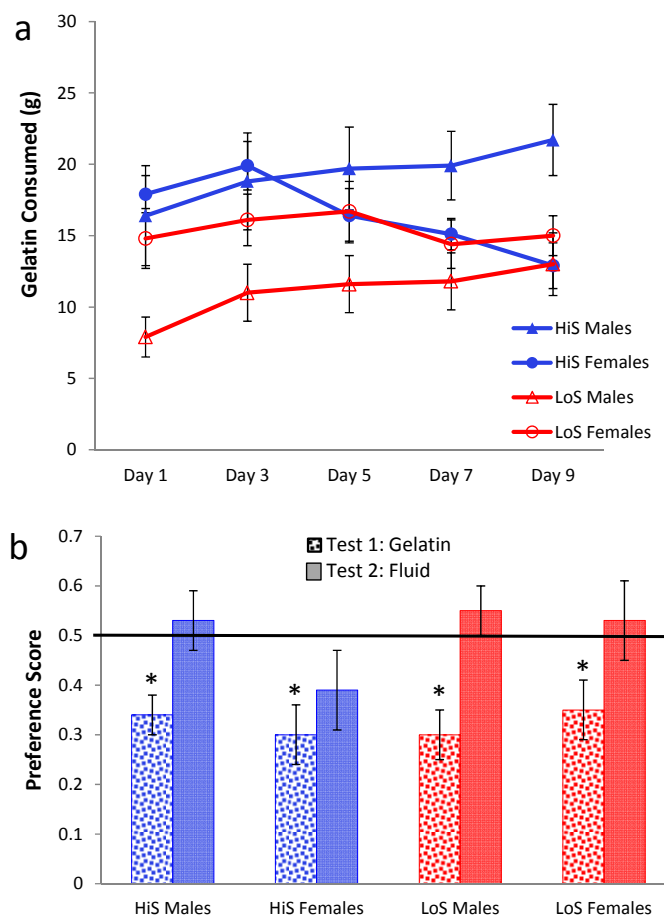 a
30
25
20
15
10
5
0
Gelatin Consumed (g)
HiS Males
HiS Females
LoS Males
LoS Females
Day 1 Day 3 Day 5 Day 7 Day 9
b
0.7
0.6
0.5
0.4
0.3
0.2
0.1
0
Preference Score
Test 1: Gelatin
Test 2: Fluid
* * * *
HiS Males HiS Females LoS Males LoS Females